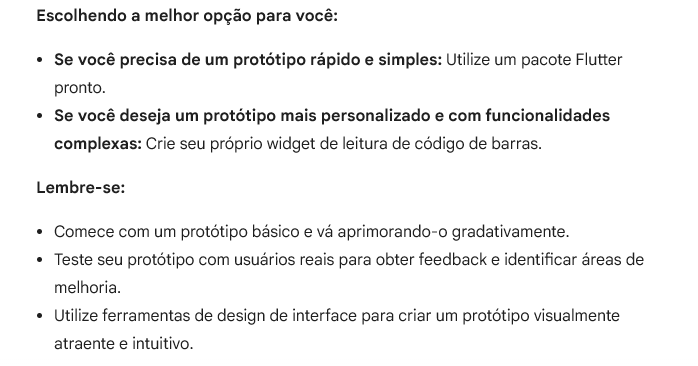 Escolhendo a melhor opção para você:
• Se você precisa de um protótipo rápido e simples: Utilize um pacote Flutter
pronto.
• Se você deseja um protótipo mais personalizado e com funcionalidades
complexas: Crie seu próprio widget de leitura de código de barras.
Lembre-se:
• Comece com um protótipo básico e vá aprimorando-o gradativamente.
• Teste seu protótipo com usuários reais para obter feedback e identificar áreas de
melhoria.
• Utilize ferramentas de design de interface para criar um protótipo visualmente
atraente e intuitivo.